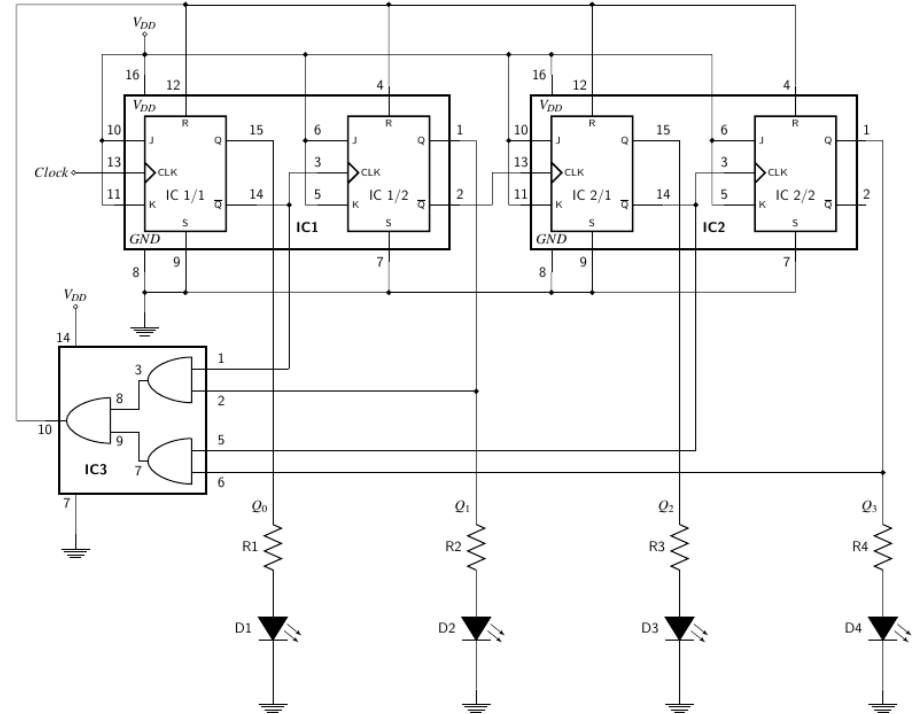 V_DD
16 12 4 16 12 4
V_DD R R V_DD R R
10 J Q 15 6 J Q 1 10 J Q 15 6 J Q 1
Clock 13 CLK 3 CLK 13 CLK 3 CLK
IC 1/1 IC 1/2 IC 2/1 IC 2/2
11 K Q̅ 14 5 K Q̅ 2 11 K Q̅ 14 5 K Q̅ 2
S IC1 S S IC2 S
GND GND
8 9 7 8 9 7
V_DD
14
1
3
8 2
10
9 5
IC3 7
6
7
Q₀ Q₁ Q₂ Q₃
R1 R2 R3 R4
D1 D2 D3 D4